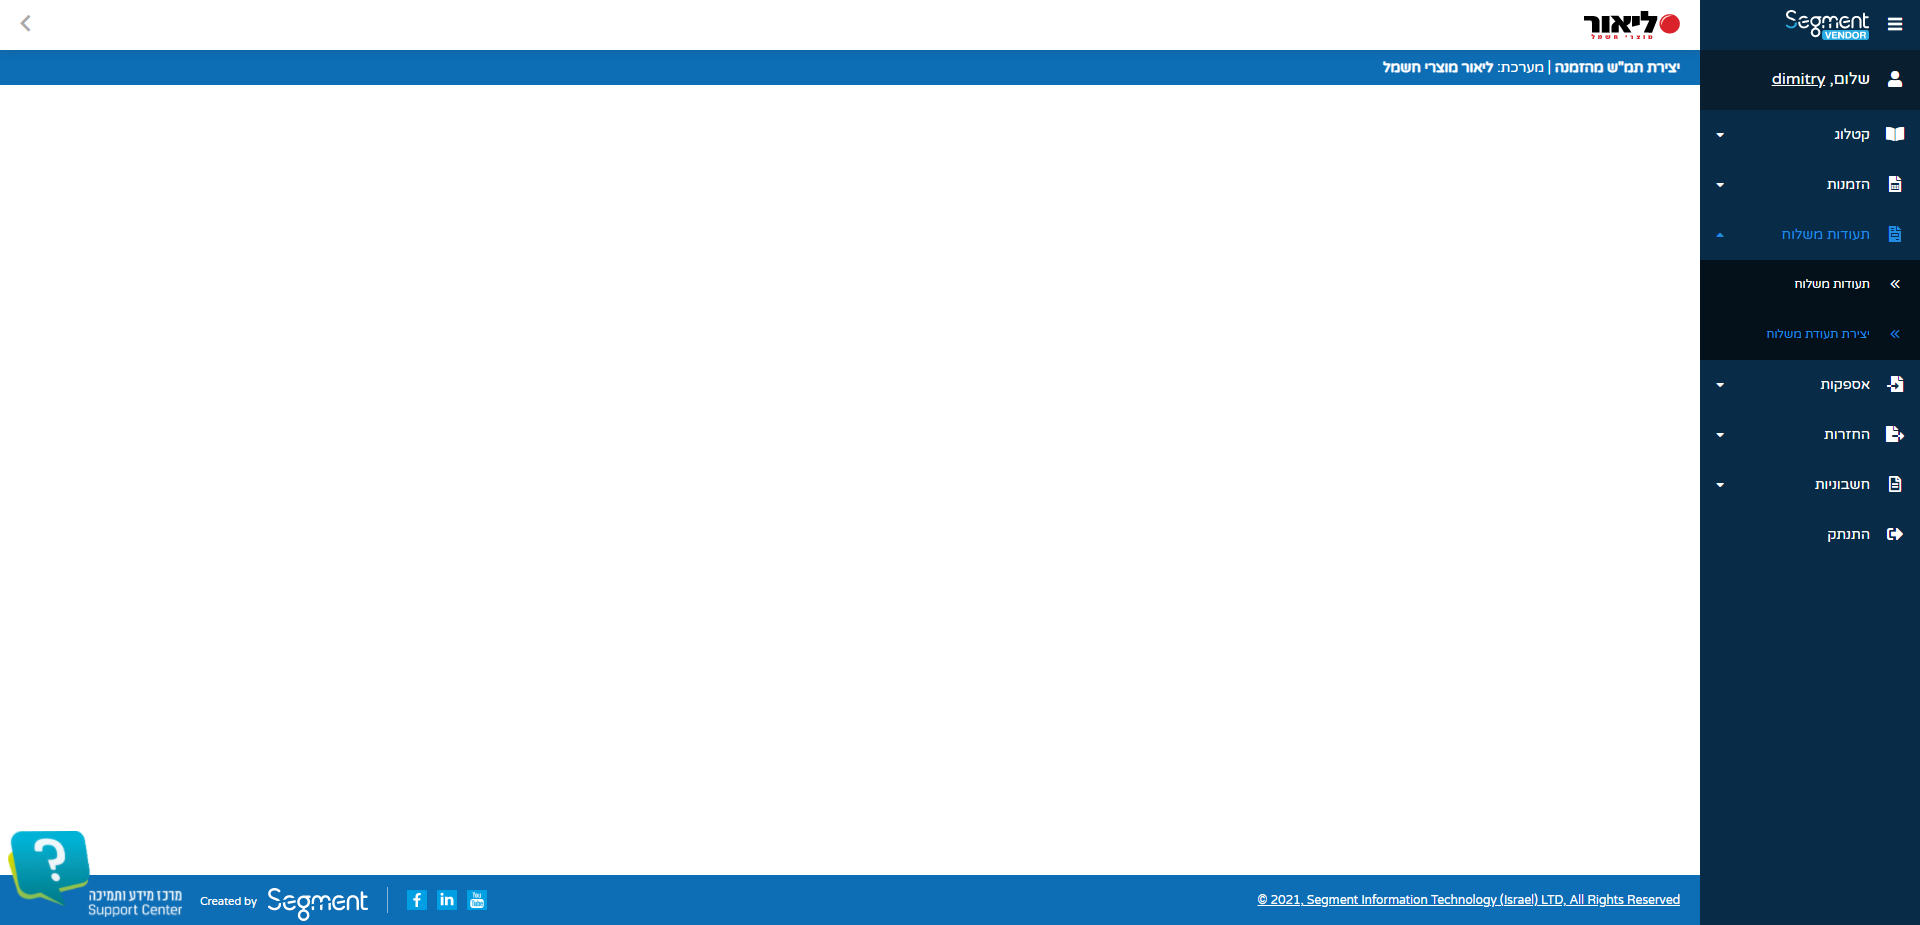 Segment
VENDOR
ליאור
מוצרי חשמל
יצירת תמ"ש מהזמנה | מערכת: ליאור מוצרי חשמל
שלום, dimitry
קטלוג
הזמנות
תעודות משלוח
תעודות משלוח
יצירת תעודת משלוח
אספקות
החזרות
חשבוניות
התנתק
© 2021, Segment Information Technology (Israel) LTD, All Rights Reserved
You
Tube
in
f
Created by Segment
?
מרכז מידע ותמיכה
Support Center